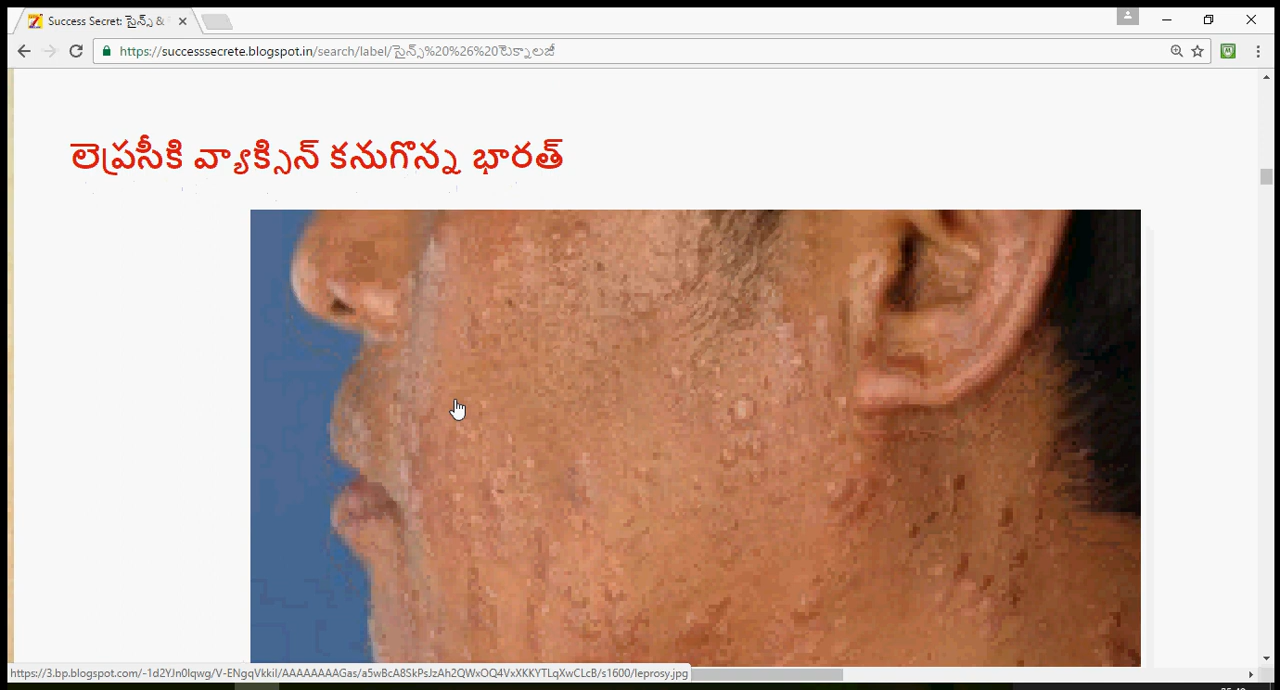 Success Secret: సైన్స్ &
https://successsecrete.blogspot.in/search/label/సైన్స్%20%26%20టెక్నాలజీ
లెప్రసీకి వ్యాక్సిన్ కనుగొన్న భారత్
https://3.bp.blogspot.com/-1d2YJn0lqwg/V-ENgqVkkiI/AAAAAAAAGas/a5wBcA8SkPsJzAh2QWxOQ4VxXKKYTLqXwCLcB/s1600/leprosy.jpg